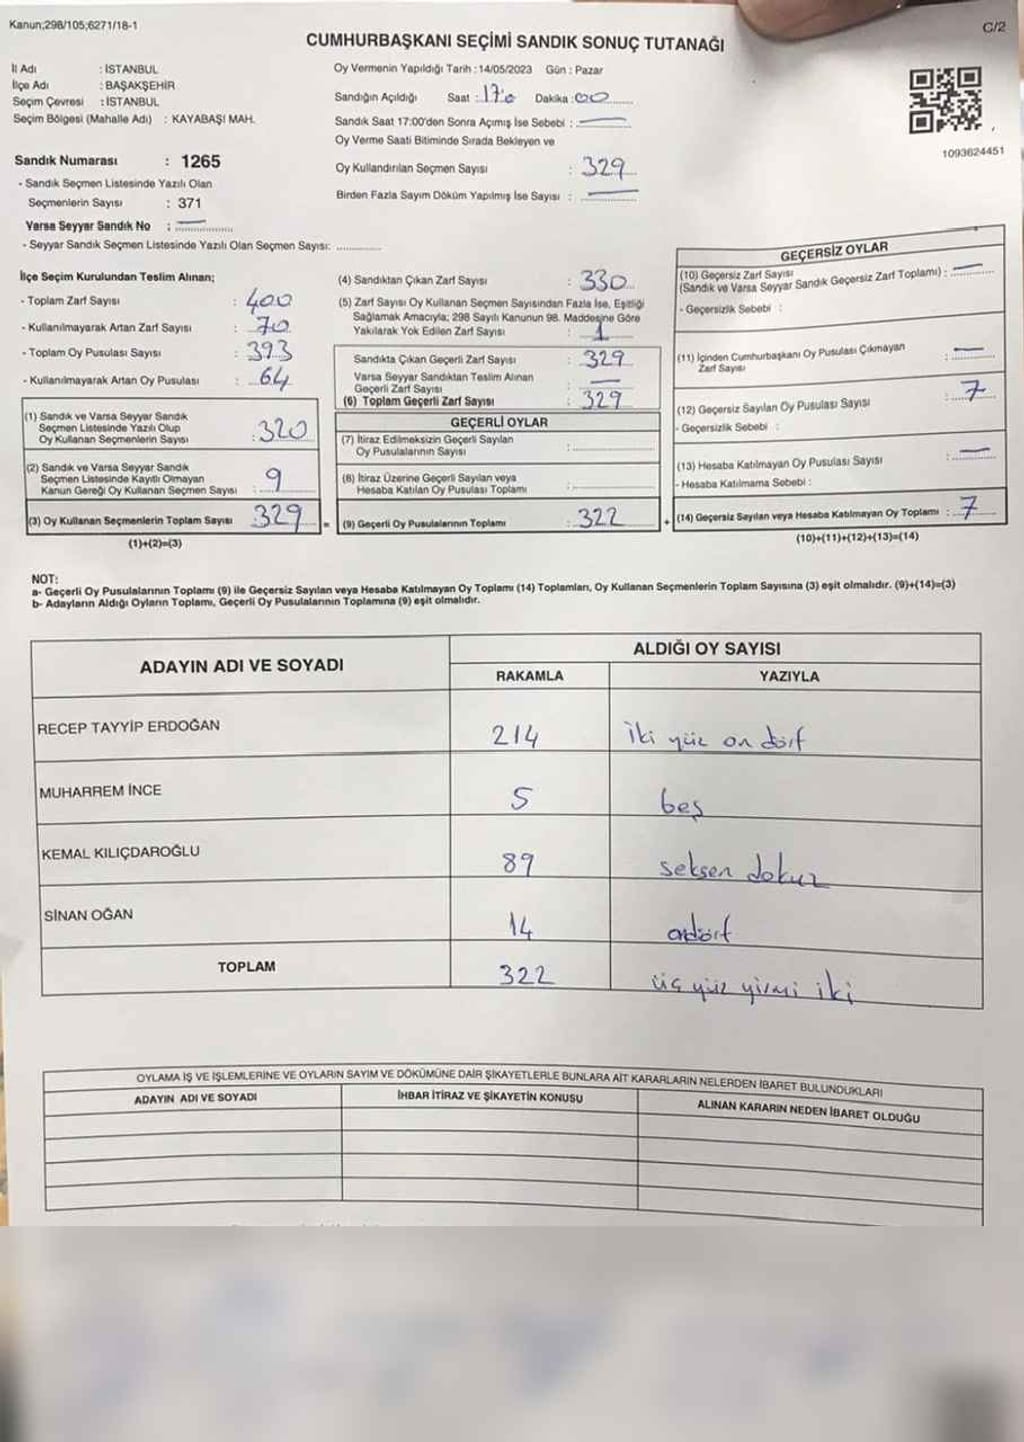 Kanun;298/105;6271/18-1
C/2
CUMHURBAŞKANI SEÇİMİ SANDIK SONUÇ TUTANAĞI
İl Adı : İSTANBUL
İlçe Adı : BAŞAKŞEHİR
Seçim Çevresi : İSTANBUL
Seçim Bölgesi (Mahalle Adı) : KAYABAŞI MAH.
Sandık Numarası : 1265
- Sandık Seçmen Listesinde Yazılı Olan
Seçmenlerin Sayısı : 371
Varsa Seyyar Sandık No :
- Seyyar Sandık Seçmen Listesinde Yazılı Olan Seçmen Sayısı:
Oy Vermenin Yapıldığı Tarih : 14/05/2023 Gün : Pazar
Sandığın Açıldığı Saat : 17:0 Dakika : 00
Sandık Saat 17:00'den Sonra Açımış İse Sebebi :
Oy Verme Saati Bitiminde Sırada Bekleyen ve
Oy Kullandırılan Seçmen Sayısı : 329
Birden Fazla Sayım Döküm Yapılmış İse Sayısı :
1093624451
İlçe Seçim Kurulundan Teslim Alınan;
- Toplam Zarf Sayısı : 400
- Kullanılmayarak Artan Zarf Sayısı : 70
- Toplam Oy Pusulası Sayısı : 393
- Kullanılmayarak Artan Oy Pusulası : 64
(1) Sandık ve Varsa Seyyar Sandık
Seçmen Listesinde Yazılı Olup
Oy Kullanan Seçmenlerin Sayısı : 320
(2) Sandık ve Varsa Seyyar Sandık
Seçmen Listesinde Kayıtlı Olmayan
Kanun Gereği Oy Kullanan Seçmen Sayısı : 9
(3) Oy Kullanan Seçmenlerin Toplam Sayısı 329 =
(1)+(2)=(3)
(4) Sandıktan Çıkan Zarf Sayısı : 330
(5) Zarf Sayısı Oy Kullanan Seçmen Sayısından Fazla İse, Eşitliği
Sağlamak Amacıyla; 298 Sayılı Kanunun 98. Maddesine Göre
Yakılarak Yok Edilen Zarf Sayısı : 1
Sandıkta Çıkan Geçerli Zarf Sayısı : 329
Varsa Seyyar Sandıktan Teslim Alınan
Geçerli Zarf Sayısı :
(6) Toplam Geçerli Zarf Sayısı : 329
GEÇERLİ OYLAR
(7) İtiraz Edilmeksizin Geçerli Sayılan
Oy Pusulalarının Sayısı :
(8) İtiraz Üzerine Geçerli Sayılan veya
Hesaba Katılan Oy Pusulası Toplamı :
(9) Geçerli Oy Pusulalarının Toplamı : 322 +
GEÇERSİZ OYLAR
(10) Geçersiz Zarf Sayısı
(Sandık ve Varsa Seyyar Sandık Geçersiz Zarf Toplamı) :
- Geçersizlik Sebebi :
(11) İçinden Cumhurbaşkanı Oy Pusulası Çıkmayan
Zarf Sayısı :
(12) Geçersiz Sayılan Oy Pusulası Sayısı : 7
- Geçersizlik Sebebi :
(13) Hesaba Katılmayan Oy Pusulası Sayısı :
- Hesaba Katılmama Sebebi :
(14) Geçersiz Sayılan veya Hesaba Katılmayan Oy Toplamı : 7
(10)+(11)+(12)+(13)=(14)
NOT:
a- Geçerli Oy Pusulalarının Toplamı (9) ile Geçersiz Sayılan veya Hesaba Katılmayan Oy Toplamı (14) Toplamları, Oy Kullanan Seçmenlerin Toplam Sayısına (3) eşit olmalıdır. (9)+(14)=(3)
b- Adayların Aldığı Oyların Toplamı, Geçerli Oy Pusulalarının Toplamına (9) eşit olmalıdır.
ADAYIN ADI VE SOYADI ALDIĞI OY SAYISI
RAKAMLA YAZIYLA
RECEP TAYYİP ERDOĞAN 214 iki yüz on dört
MUHARREM İNCE 5 beş
KEMAL KILIÇDAROĞLU 89 seksen dokuz
SİNAN OĞAN 14 ondört
TOPLAM 322 üç yüz yirmi iki
OYLAMA İŞ VE İŞLEMLERİNE VE OYLARIN SAYIM VE DÖKÜMÜNE DAİR ŞİKAYETLERLE BUNLARA AİT KARARLARIN NELERDEN İBARET BULUNDUKLARI
ADAYIN ADI VE SOYADI İHBAR İTİRAZ VE ŞİKAYETİN KONUSU ALINAN KARARIN NEDEN İBARET OLDUĞU